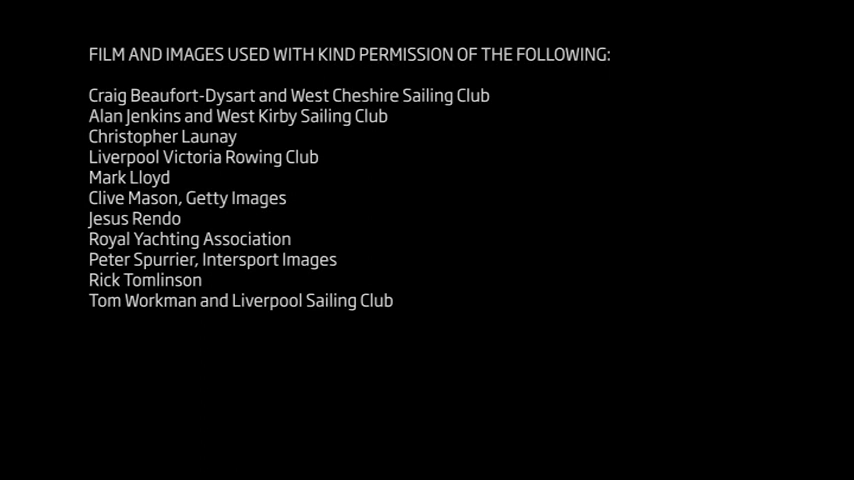 FILM AND IMAGES USED WITH KIND PERMISSION OF THE FOLLOWING:
Craig Beaufort-Dysart and West Cheshire Sailing Club
Alan Jenkins and West Kirby Sailing Club
Christopher Launay
Liverpool Victoria Rowing Club
Mark Lloyd
Clive Mason, Getty Images
Jesus Rendo
Royal Yachting Association
Peter Spurrier, Intersport Images
Rick Tomlinson
Tom Workman and Liverpool Sailing Club